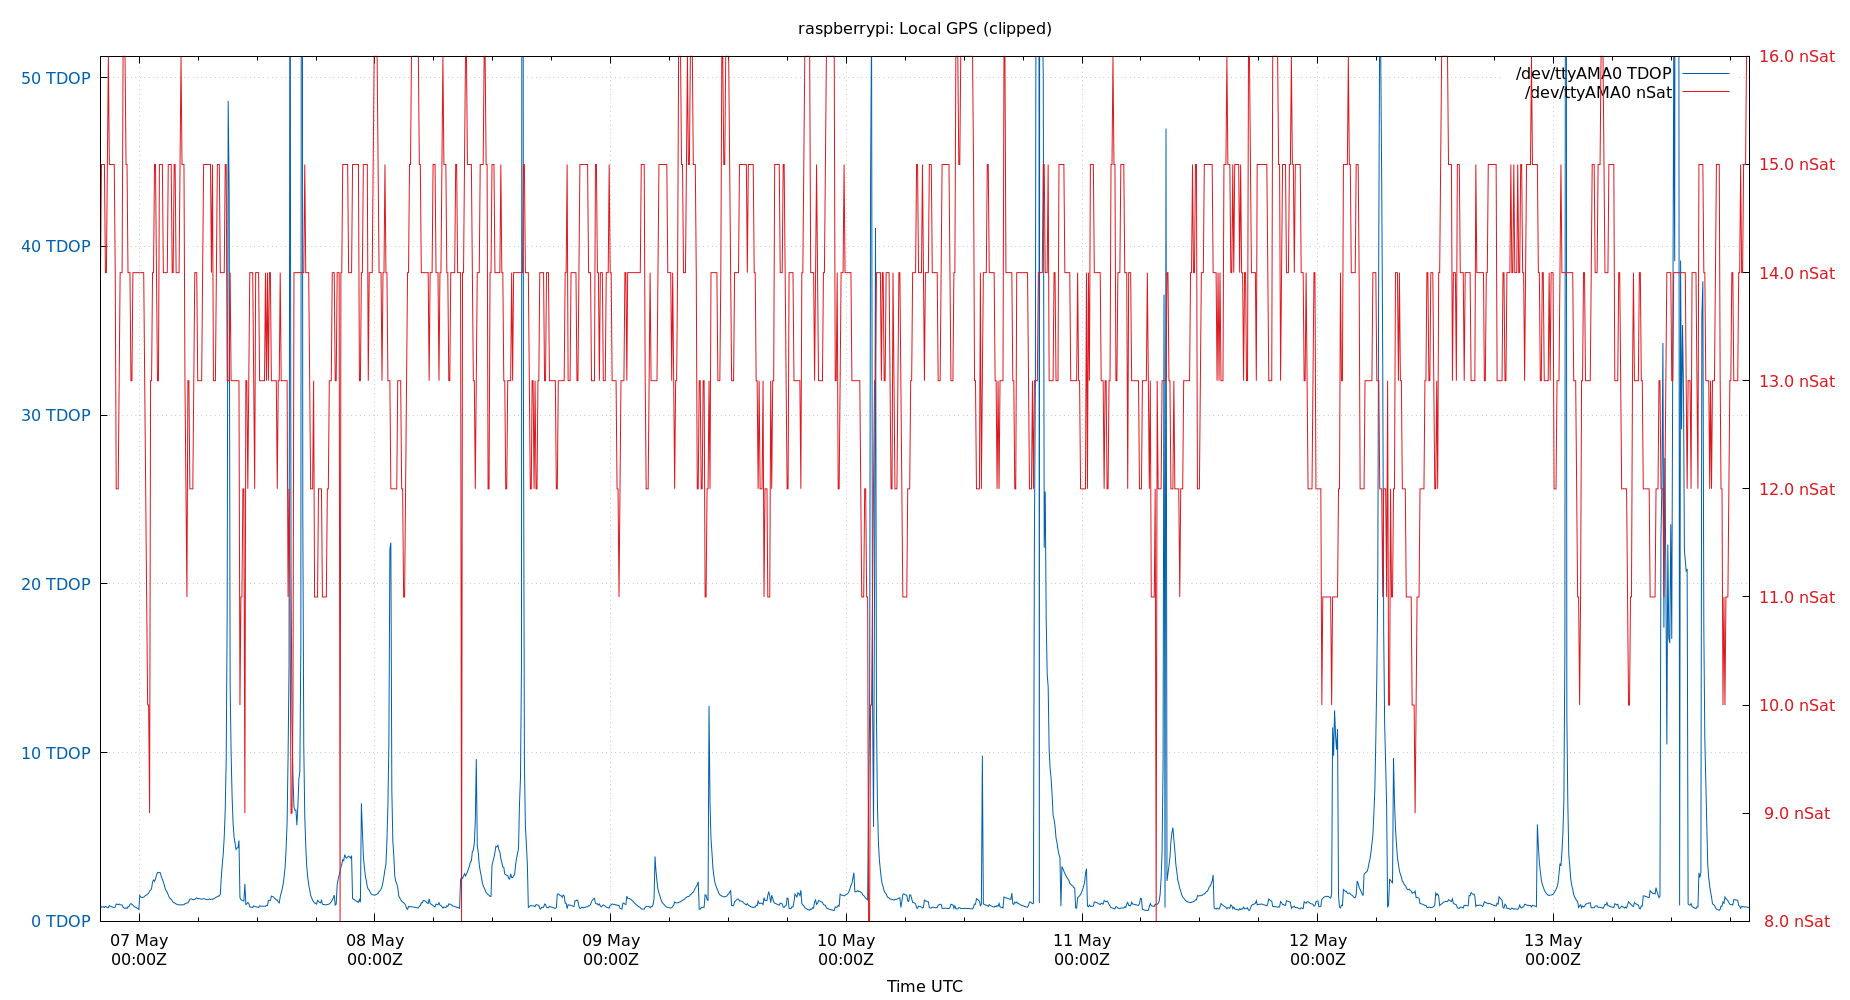 raspberrypi: Local GPS (clipped)
/dev/ttyAMA0 TDOP
/dev/ttyAMA0 nSat
50 TDOP
40 TDOP
30 TDOP
20 TDOP
10 TDOP
0 TDOP
16.0 nSat
15.0 nSat
14.0 nSat
13.0 nSat
12.0 nSat
11.0 nSat
10.0 nSat
9.0 nSat
8.0 nSat
07 May
00:00Z
08 May
00:00Z
09 May
00:00Z
10 May
00:00Z
11 May
00:00Z
12 May
00:00Z
13 May
00:00Z
Time UTC